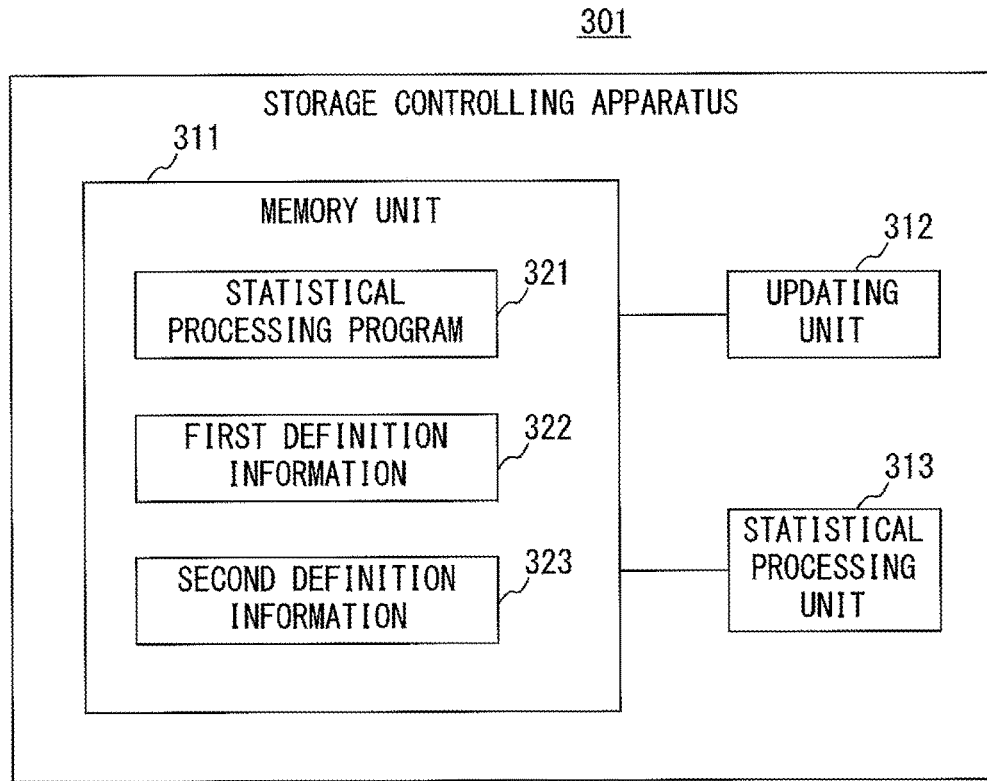 301
STORAGE CONTROLLING APPARATUS
311
MEMORY UNIT
321
STATISTICAL
PROCESSING PROGRAM
322
FIRST DEFINITION
INFORMATION
323
SECOND DEFINITION
INFORMATION
312
UPDATING
UNIT
313
STATISTICAL
PROCESSING
UNIT